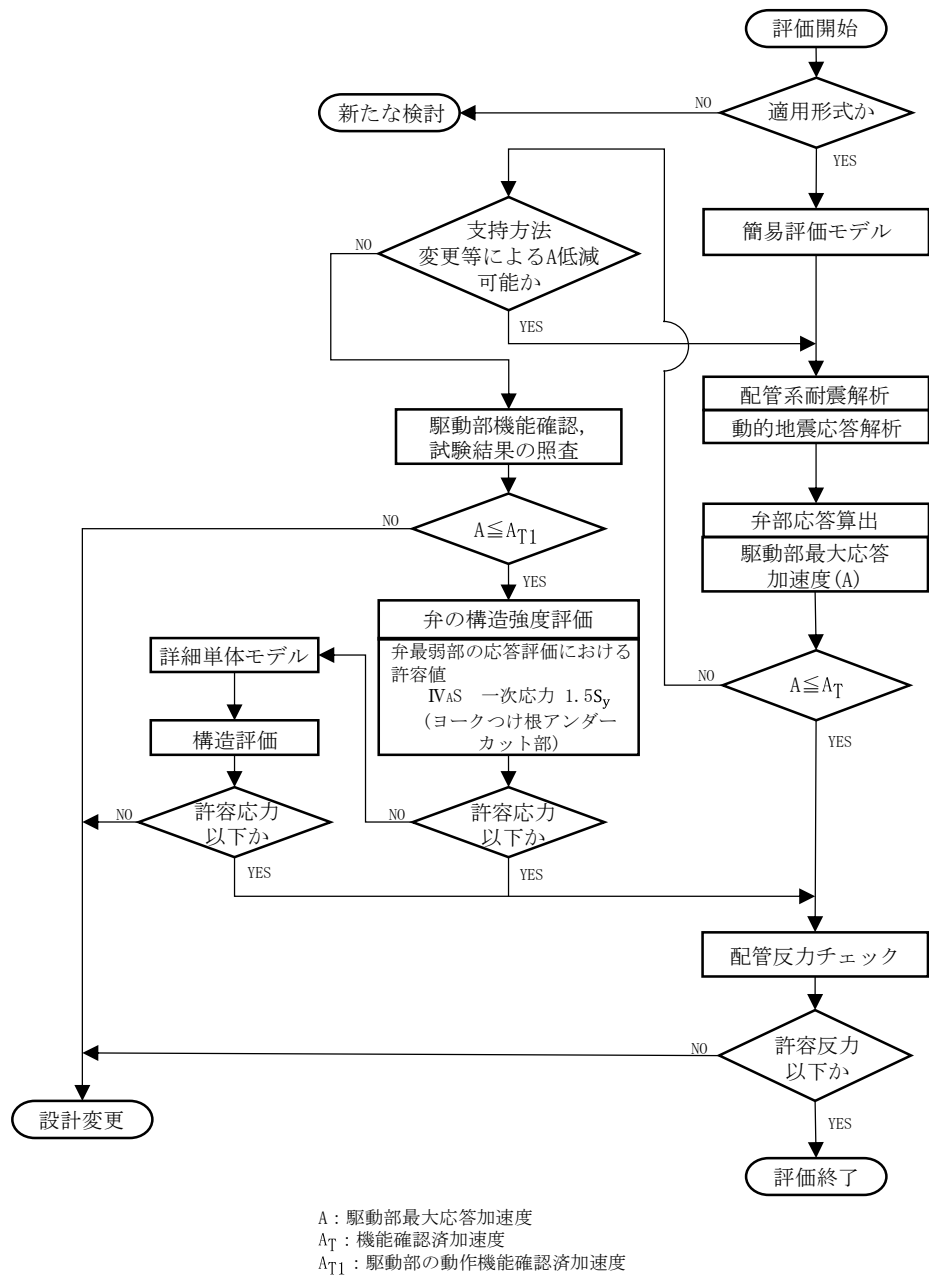 評価開始
適用形式か
NO
新たな検討
YES
簡易評価モデル
支持方法
変更等によるA低減
可能か
NO
YES
配管系耐震解析
動的地震応答解析
駆動部機能確認,
試験結果の照査
弁部応答算出
駆動部最大応答
加速度(A)
A≦AT1
NO
YES
A≦AT
NO
YES
弁の構造強度評価
弁最弱部の応答評価における
許容値
ⅣAS 一次応力 1.5Sy
(ヨークつけ根アンダー
カット部)
詳細単体モデル
構造評価
許容応力
以下か
NO
YES
許容応力
以下か
NO
YES
配管反力チェック
許容反力
以下か
NO
YES
設計変更
評価終了
A：駆動部最大応答加速度
AT：機能確認済加速度
AT1：駆動部の動作機能確認済加速度